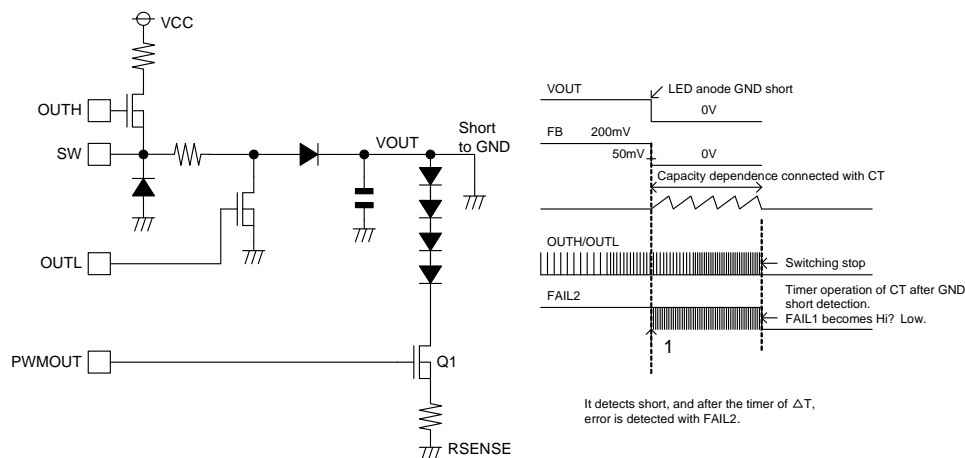 VCC
OUTH
SW
VOUT
Short
to GND
OUTL
PWMOUT
Q1
RSENSE
VOUT
LED anode GND short
0V
FB 200mV
50mV
0V
Capacity dependence connected with CT
OUTH/OUTL
Switching stop
FAIL2
Timer operation of CT after GND
short detection.
FAIL1 becomes Hi? Low.
1
It detects short, and after the timer of △T,
error is detected with FAIL2.